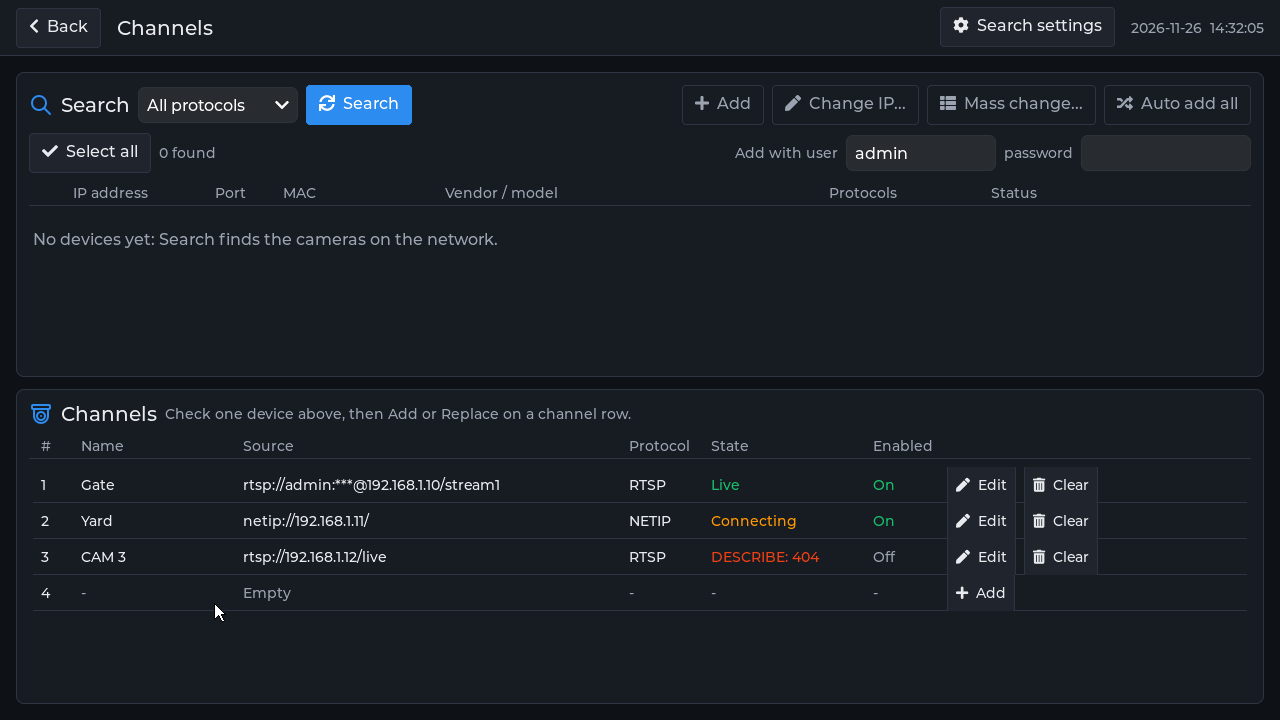 Back Channels Search settings 2026-11-26 14:32:05
Search All protocols Search Add Change IP... Mass change... Auto add all
Select all 0 found Add with user admin password
IP address Port MAC Vendor / model Protocols Status
No devices yet: Search finds the cameras on the network.
Channels Check one device above, then Add or Replace on a channel row.
# Name Source Protocol State Enabled
1 Gate rtsp://admin:***@192.168.1.10/stream1 RTSP Live On Edit Clear
2 Yard netip://192.168.1.11/ NETIP Connecting On Edit Clear
3 CAM 3 rtsp://192.168.1.12/live RTSP DESCRIBE: 404 Off Edit Clear
4 - Empty - - - Add